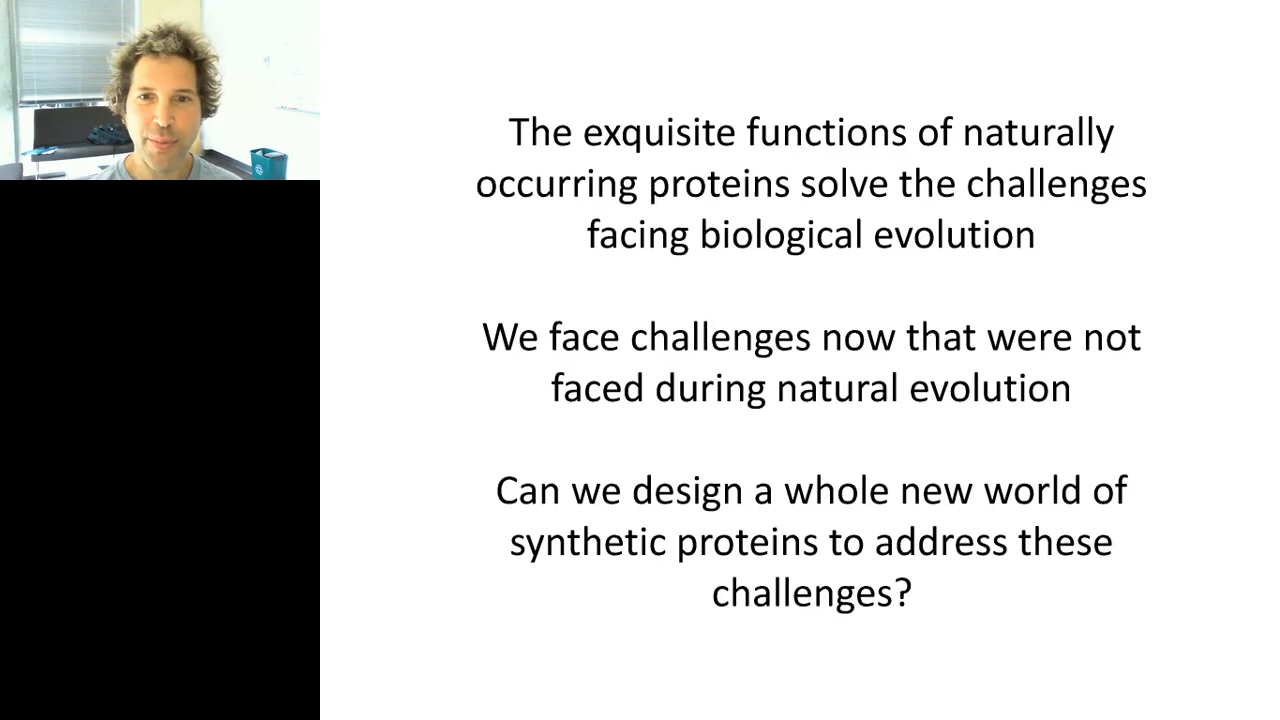 The exquisite functions of naturally
occurring proteins solve the challenges
facing biological evolution
We face challenges now that were not
faced during natural evolution
Can we design a whole new world of
synthetic proteins to address these
challenges?